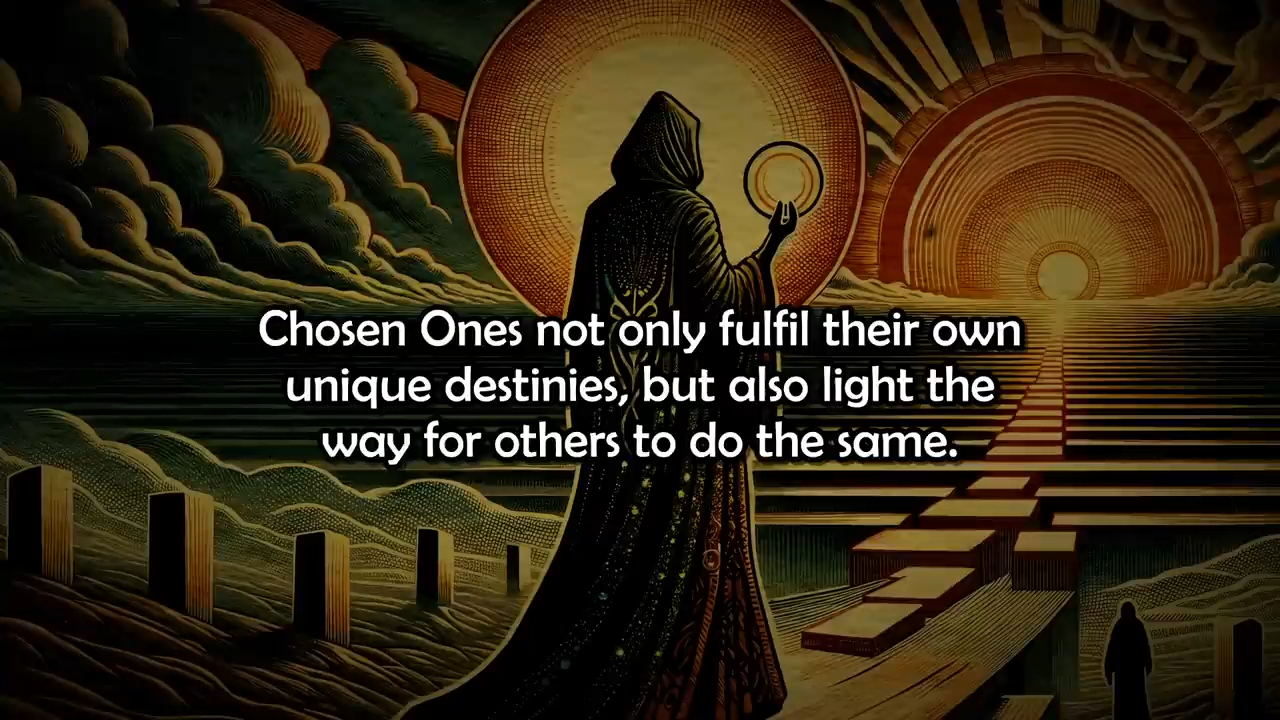 Chosen Ones not only fulfil their own
unique destinies, but also light the
way for others to do the same.